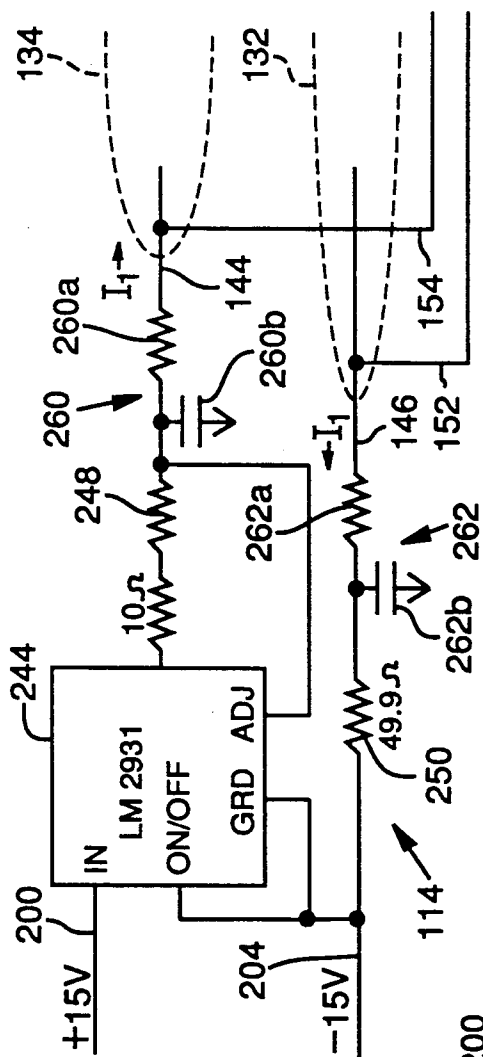 134
132
I₁
144
154
260a
260b
260
I₁
146
152
248
262a
262
262b
10Ω
49.9Ω
250
244
LM 2931
IN
ON/OFF
GRD
ADJ
200
+15V
204
−15V
114
200